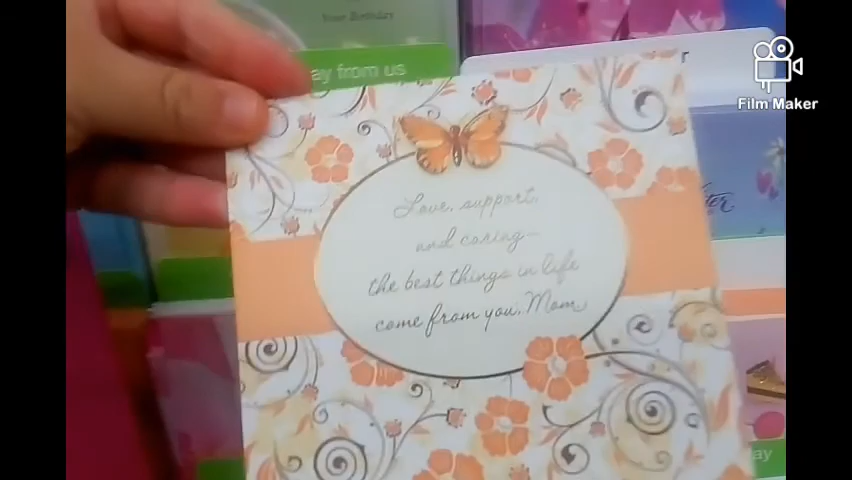 Your Birthday
ay from us
r
Film Maker
Love, support,
and caring—
the best things in life
come from you, Mom
ay